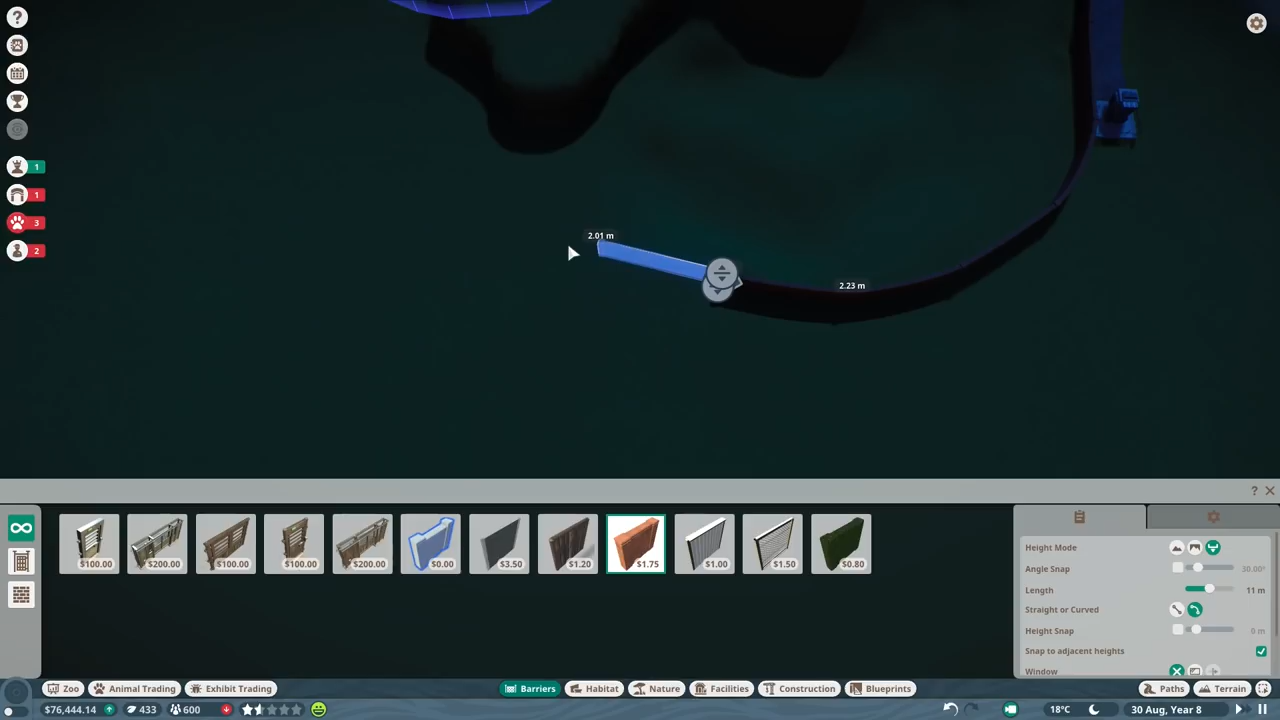 ?
1
1
3
2
2.01 m
2.23 m
?
$100.00
$200.00
$100.00
$100.00
$200.00
$0.00
$3.50
$1.20
$1.75
$1.00
$1.50
$0.80
Height Mode
Angle Snap 30.00°
Length 11 m
Straight or Curved
Height Snap 0 m
Snap to adjacent heights
Window
Zoo Animal Trading Exhibit Trading Barriers Habitat Nature Facilities Construction Blueprints Paths Terrain
$76,444.14 433 600 18°C 30 Aug, Year 8